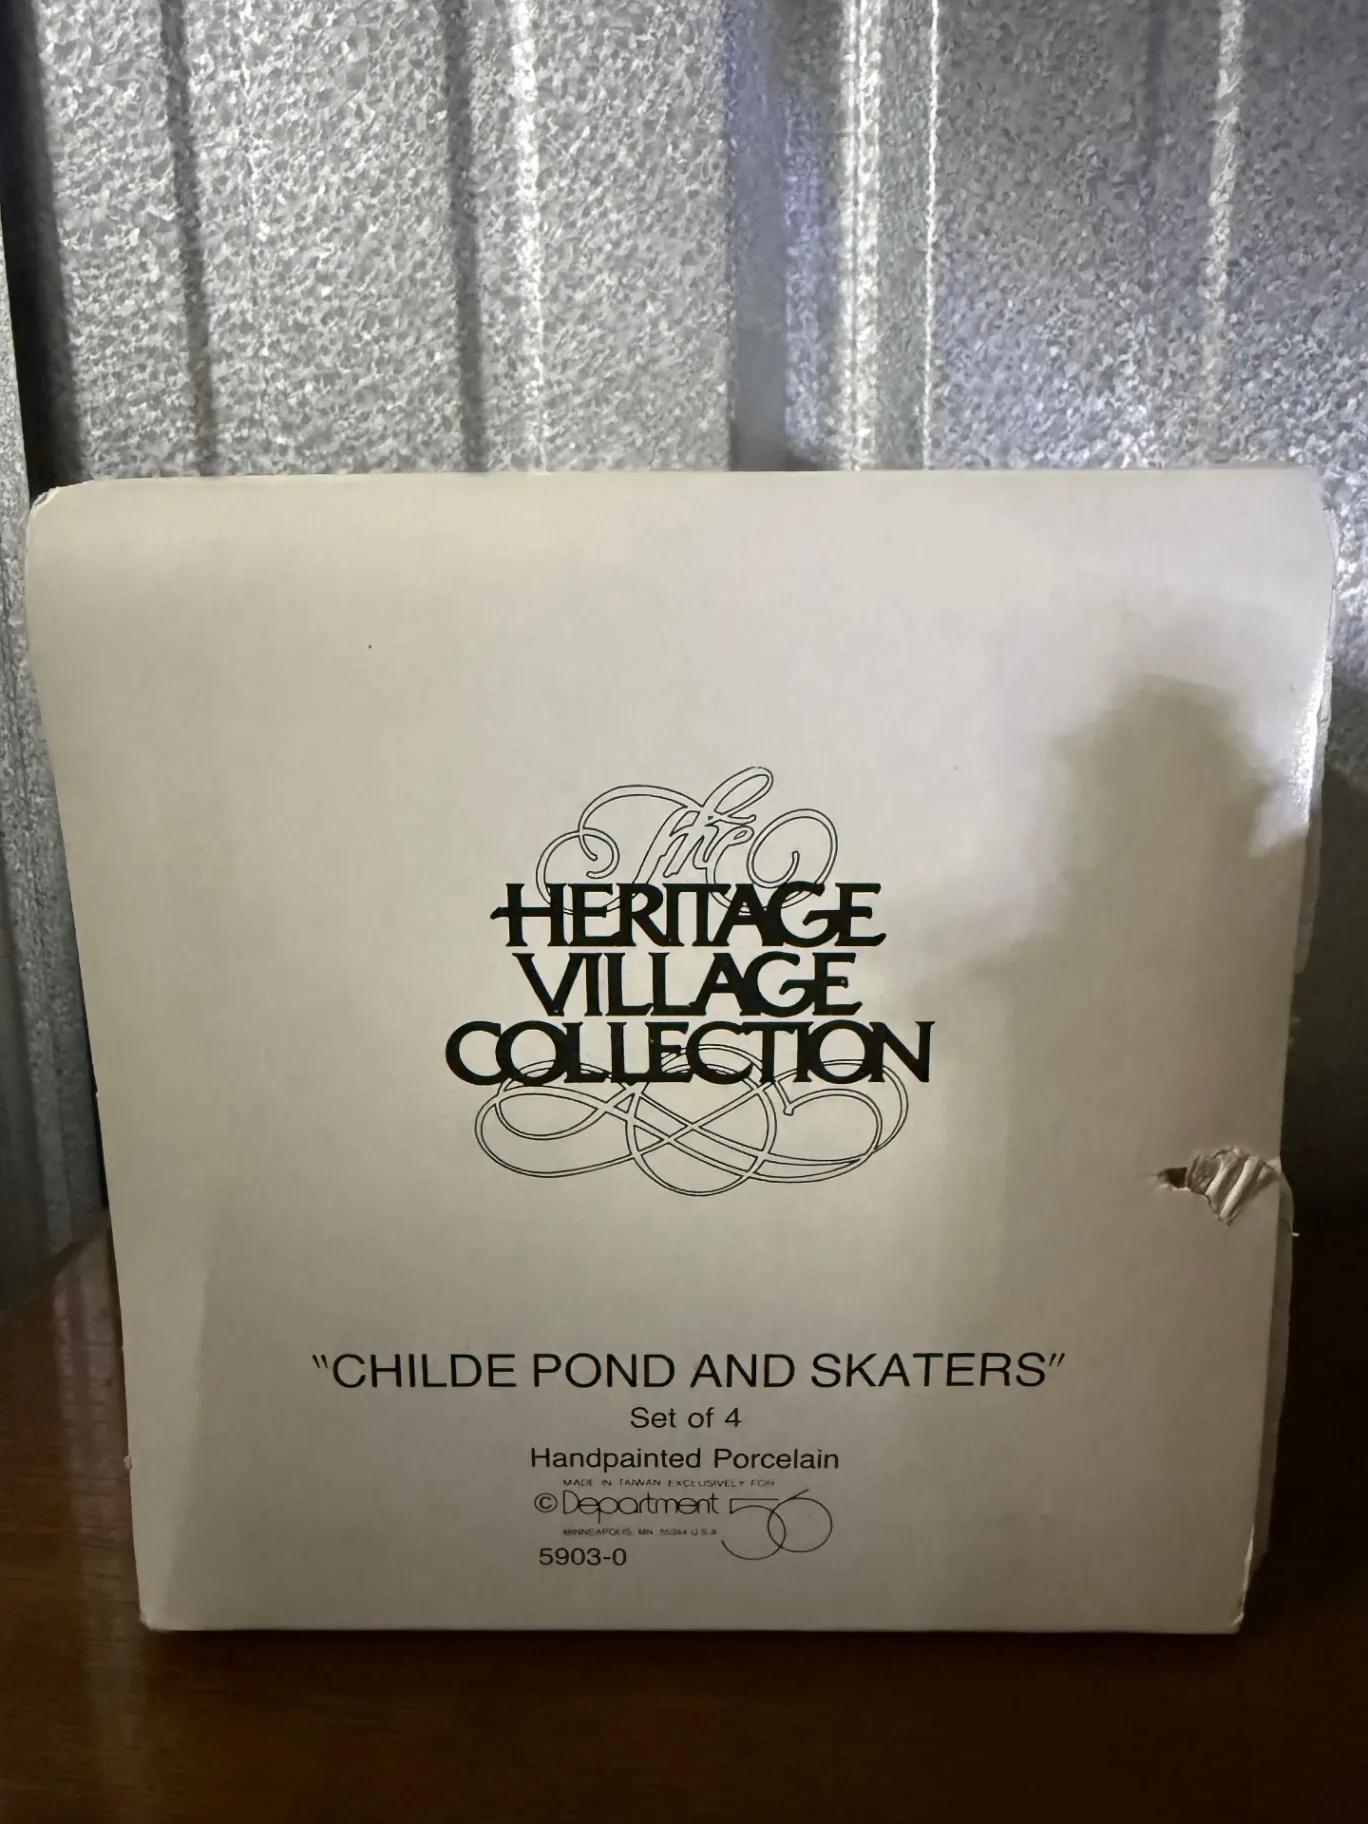 The
HERITAGE
VILLAGE
COLLECTION
"CHILDE POND AND SKATERS"
Set of 4
Handpainted Porcelain
MADE IN TAIWAN EXCLUSIVELY FOR
© Department 56
MINNEAPOLIS, MN 55344 U.S.A
5903-0